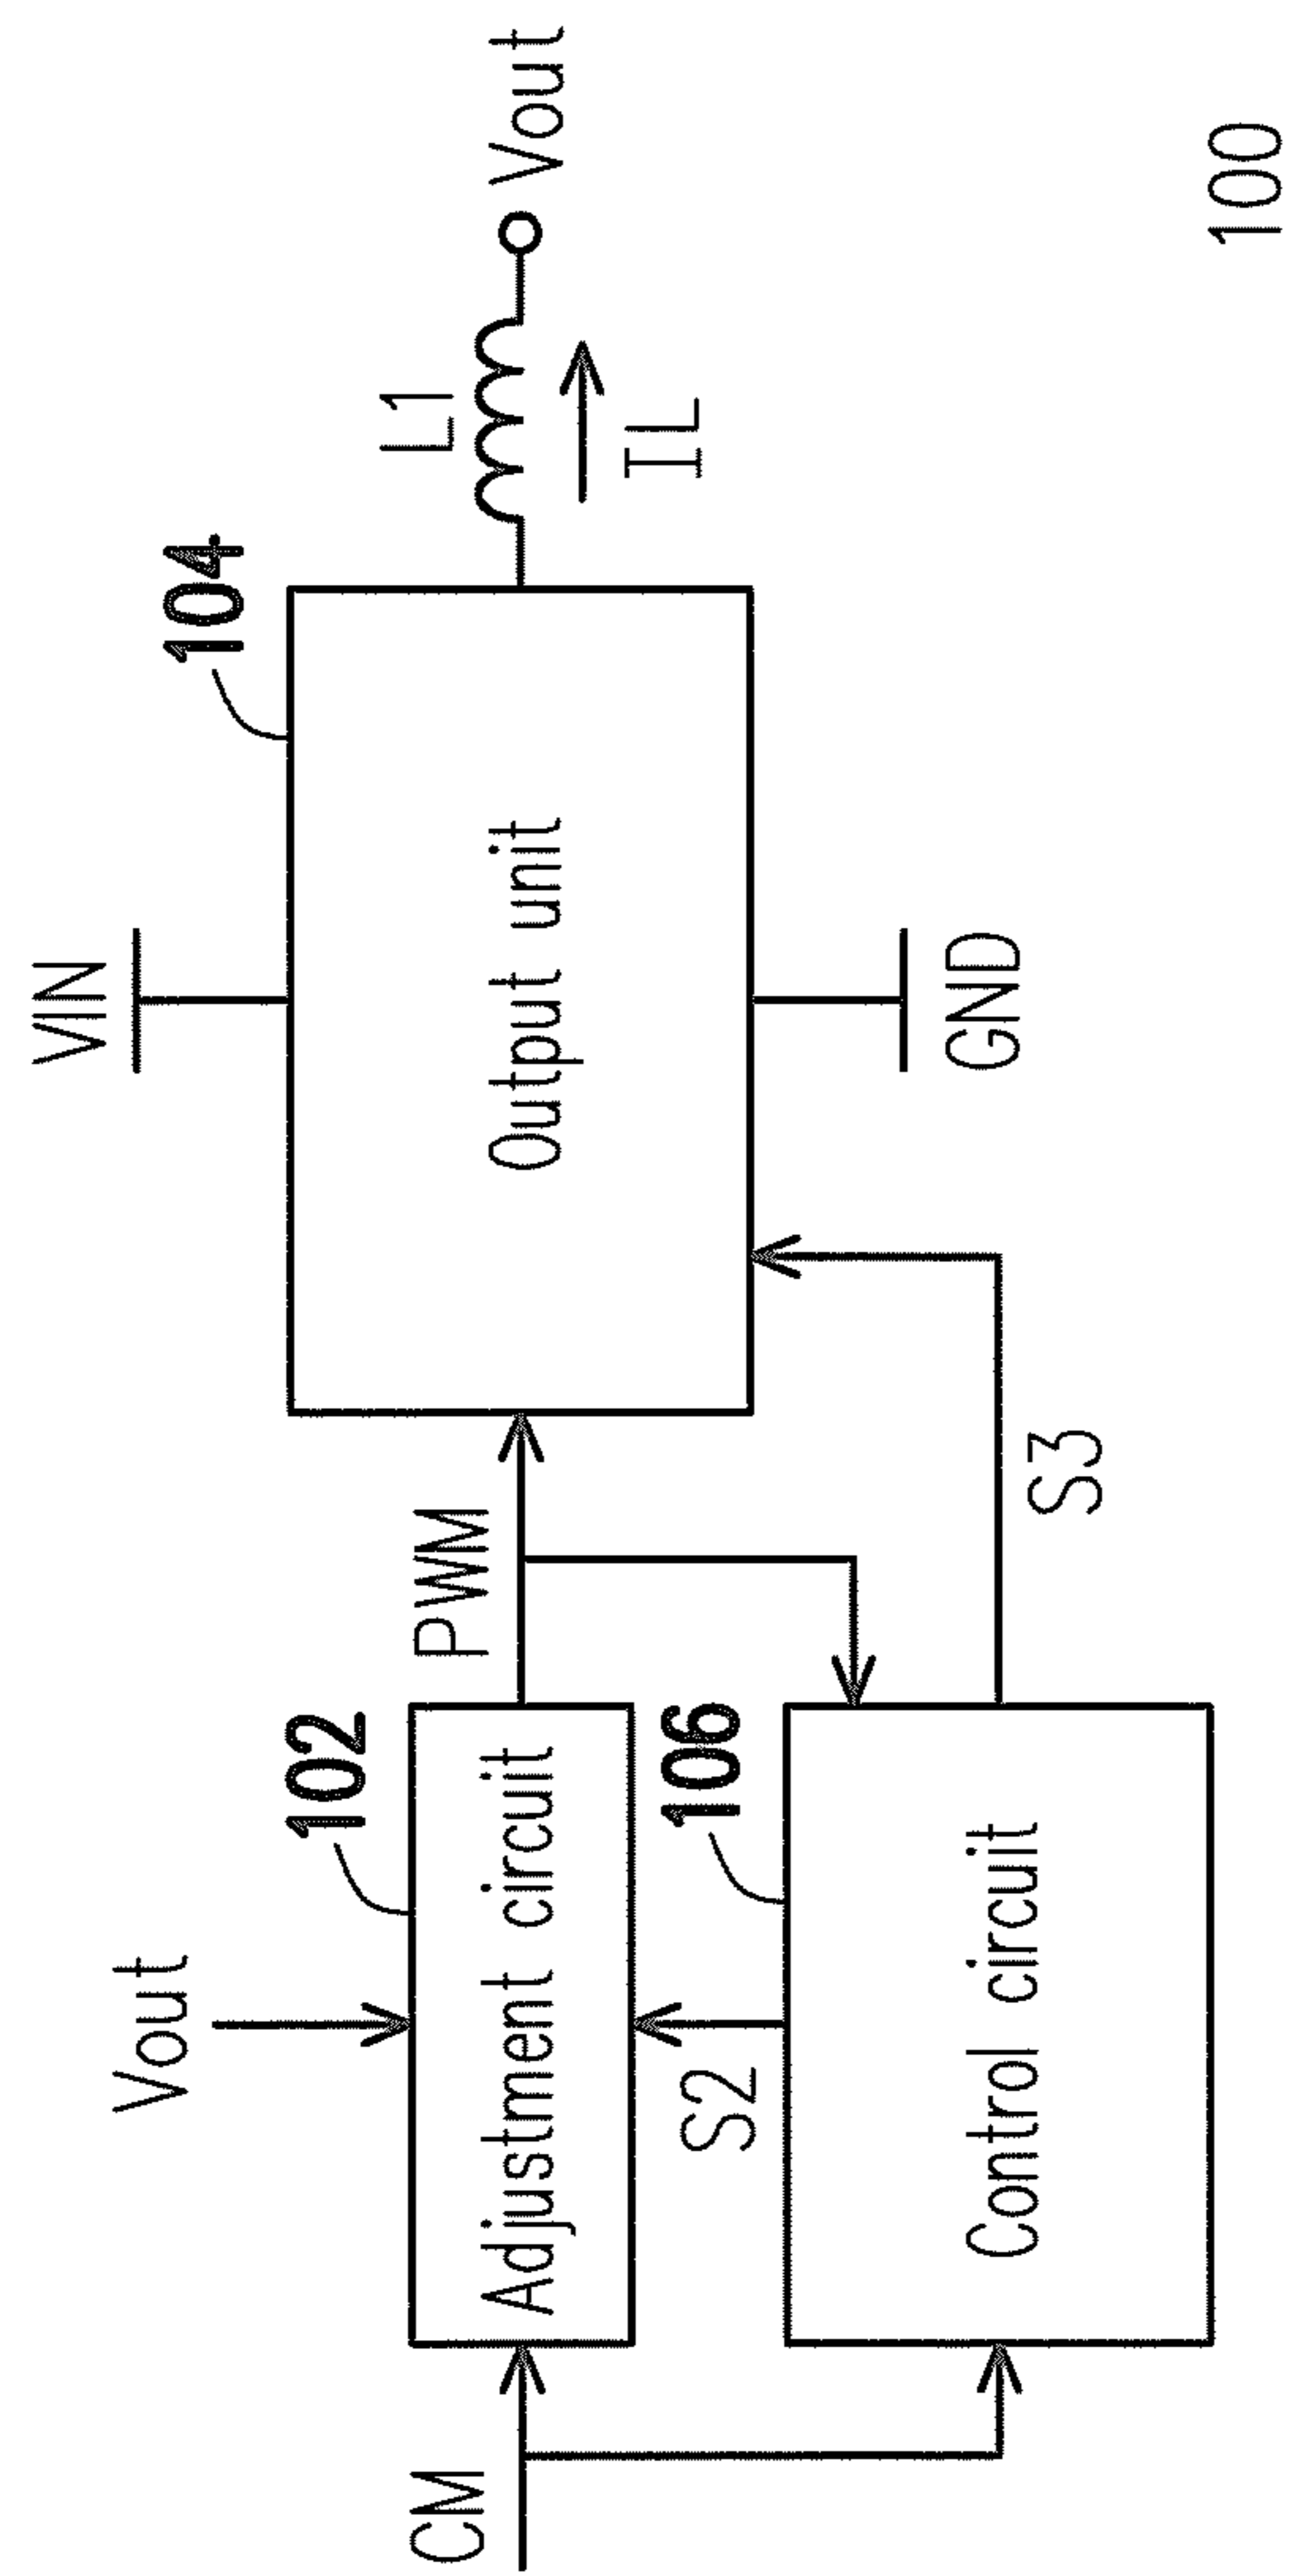 VIN
104
Vout
102
L1
Vout
PWM
Adjustment circuit
Output unit
CM
IL
S2
106
GND
Control circuit
S3
100